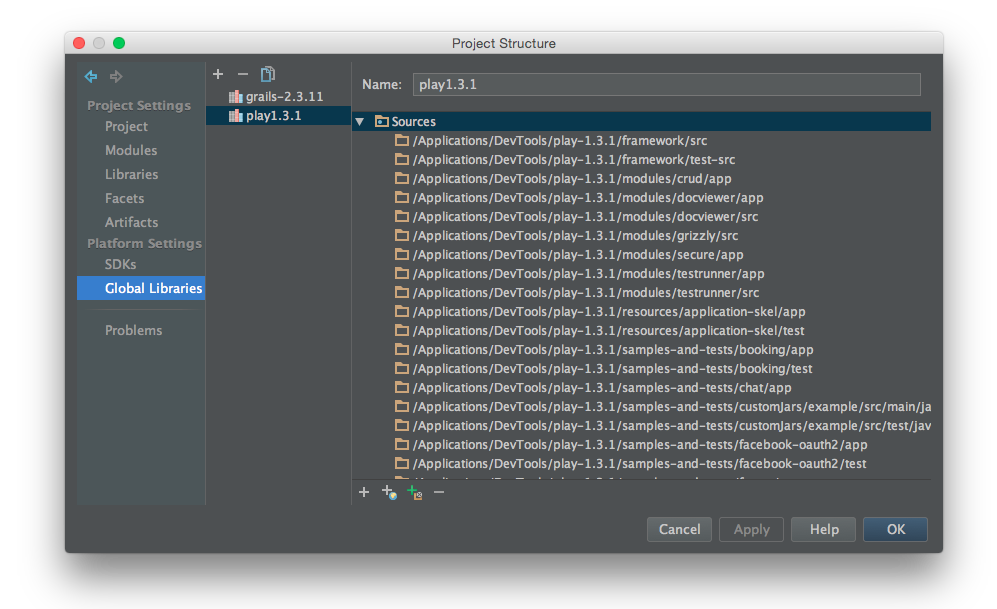 Project Structure
Project Settings
Project
Modules
Libraries
Facets
Artifacts
Platform Settings
SDKs
Global Libraries
Problems
grails-2.3.11
play1.3.1
Name: play1.3.1
Sources
/Applications/DevTools/play-1.3.1/framework/src
/Applications/DevTools/play-1.3.1/framework/test-src
/Applications/DevTools/play-1.3.1/modules/crud/app
/Applications/DevTools/play-1.3.1/modules/docviewer/app
/Applications/DevTools/play-1.3.1/modules/docviewer/src
/Applications/DevTools/play-1.3.1/modules/grizzly/src
/Applications/DevTools/play-1.3.1/modules/secure/app
/Applications/DevTools/play-1.3.1/modules/testrunner/app
/Applications/DevTools/play-1.3.1/modules/testrunner/src
/Applications/DevTools/play-1.3.1/resources/application-skel/app
/Applications/DevTools/play-1.3.1/resources/application-skel/test
/Applications/DevTools/play-1.3.1/samples-and-tests/booking/app
/Applications/DevTools/play-1.3.1/samples-and-tests/booking/test
/Applications/DevTools/play-1.3.1/samples-and-tests/chat/app
/Applications/DevTools/play-1.3.1/samples-and-tests/customJars/example/src/main/ja
/Applications/DevTools/play-1.3.1/samples-and-tests/customJars/example/src/test/jav
/Applications/DevTools/play-1.3.1/samples-and-tests/facebook-oauth2/app
/Applications/DevTools/play-1.3.1/samples-and-tests/facebook-oauth2/test
Cancel
Apply
Help
OK